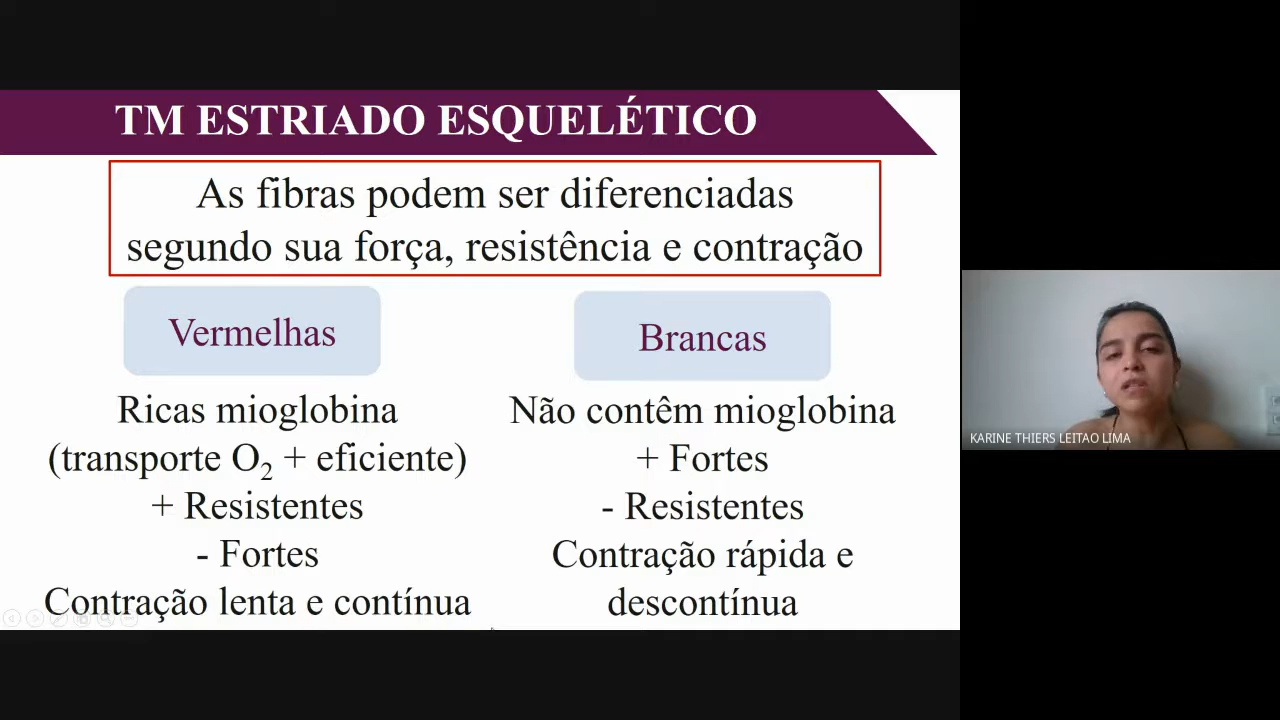 TM ESTRIADO ESQUELÉTICO
As fibras podem ser diferenciadas
segundo sua força, resistência e contração
Vermelhas
Ricas mioglobina
(transporte O₂ + eficiente)
+ Resistentes
- Fortes
Contração lenta e contínua
Brancas
Não contêm mioglobina
+ Fortes
- Resistentes
Contração rápida e
descontínua
KARINE THIERS LEITAO LIMA